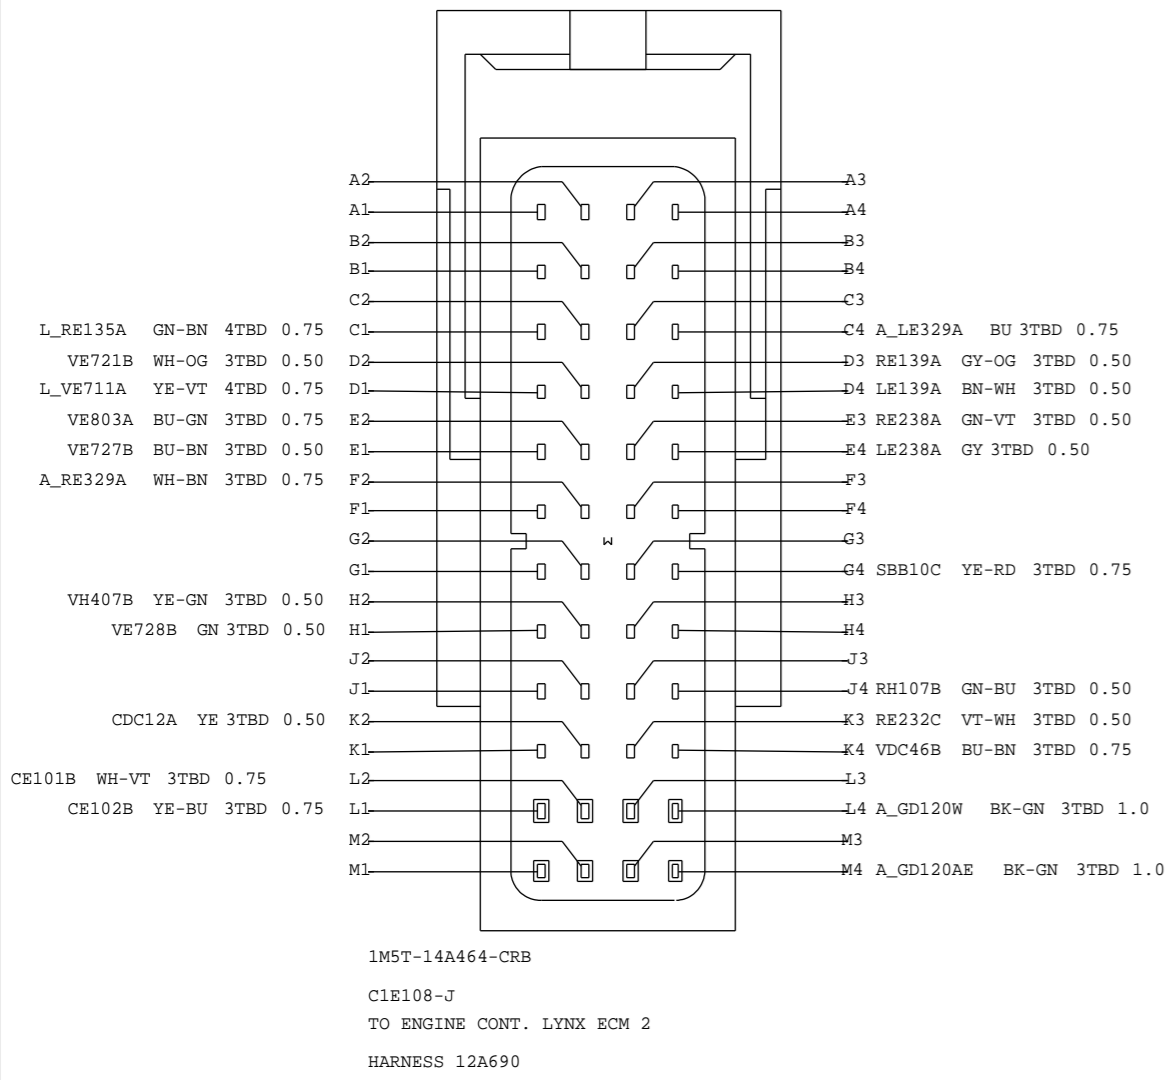 A2 A3
A1 A4
B2 B3
B1 B4
C2 C3
L_RE135A GN-BN 4TBD 0.75 C1 C4 A_LE329A BU 3TBD 0.75
VE721B WH-OG 3TBD 0.50 D2 D3 RE139A GY-OG 3TBD 0.50
L_VE711A YE-VT 4TBD 0.75 D1 D4 LE139A BN-WH 3TBD 0.50
VE803A BU-GN 3TBD 0.75 E2 E3 RE238A GN-VT 3TBD 0.50
VE727B BU-BN 3TBD 0.50 E1 E4 LE238A GY 3TBD 0.50
A_RE329A WH-BN 3TBD 0.75 F2 F3
F1 F4
G2 W G3
G1 G4 SBB10C YE-RD 3TBD 0.75
VH407B YE-GN 3TBD 0.50 H2 H3
VE728B GN 3TBD 0.50 H1 H4
J2 J3
J1 J4 RH107B GN-BU 3TBD 0.50
CDC12A YE 3TBD 0.50 K2 K3 RE232C VT-WH 3TBD 0.50
K1 K4 VDC46B BU-BN 3TBD 0.75
CE101B WH-VT 3TBD 0.75 L2 L3
CE102B YE-BU 3TBD 0.75 L1 L4 A_GD120W BK-GN 3TBD 1.0
M2 M3
M1 M4 A_GD120AE BK-GN 3TBD 1.0
1M5T-14A464-CRB
C1E108-J
TO ENGINE CONT. LYNX ECM 2
HARNESS 12A690